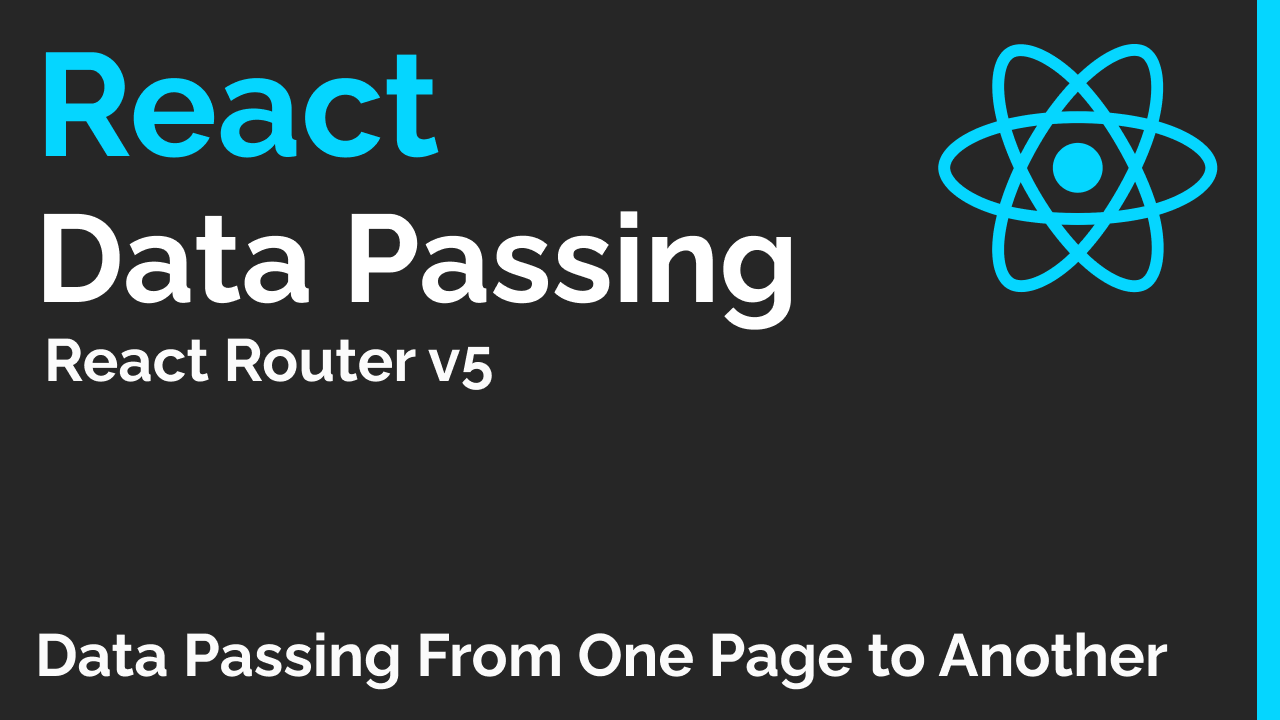 React
Data Passing
React Router v5
Data Passing From One Page to Another